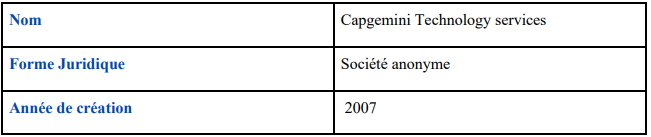 Nom Capgemini Technology services
Forme Juridique Société anonyme
Année de création 2007